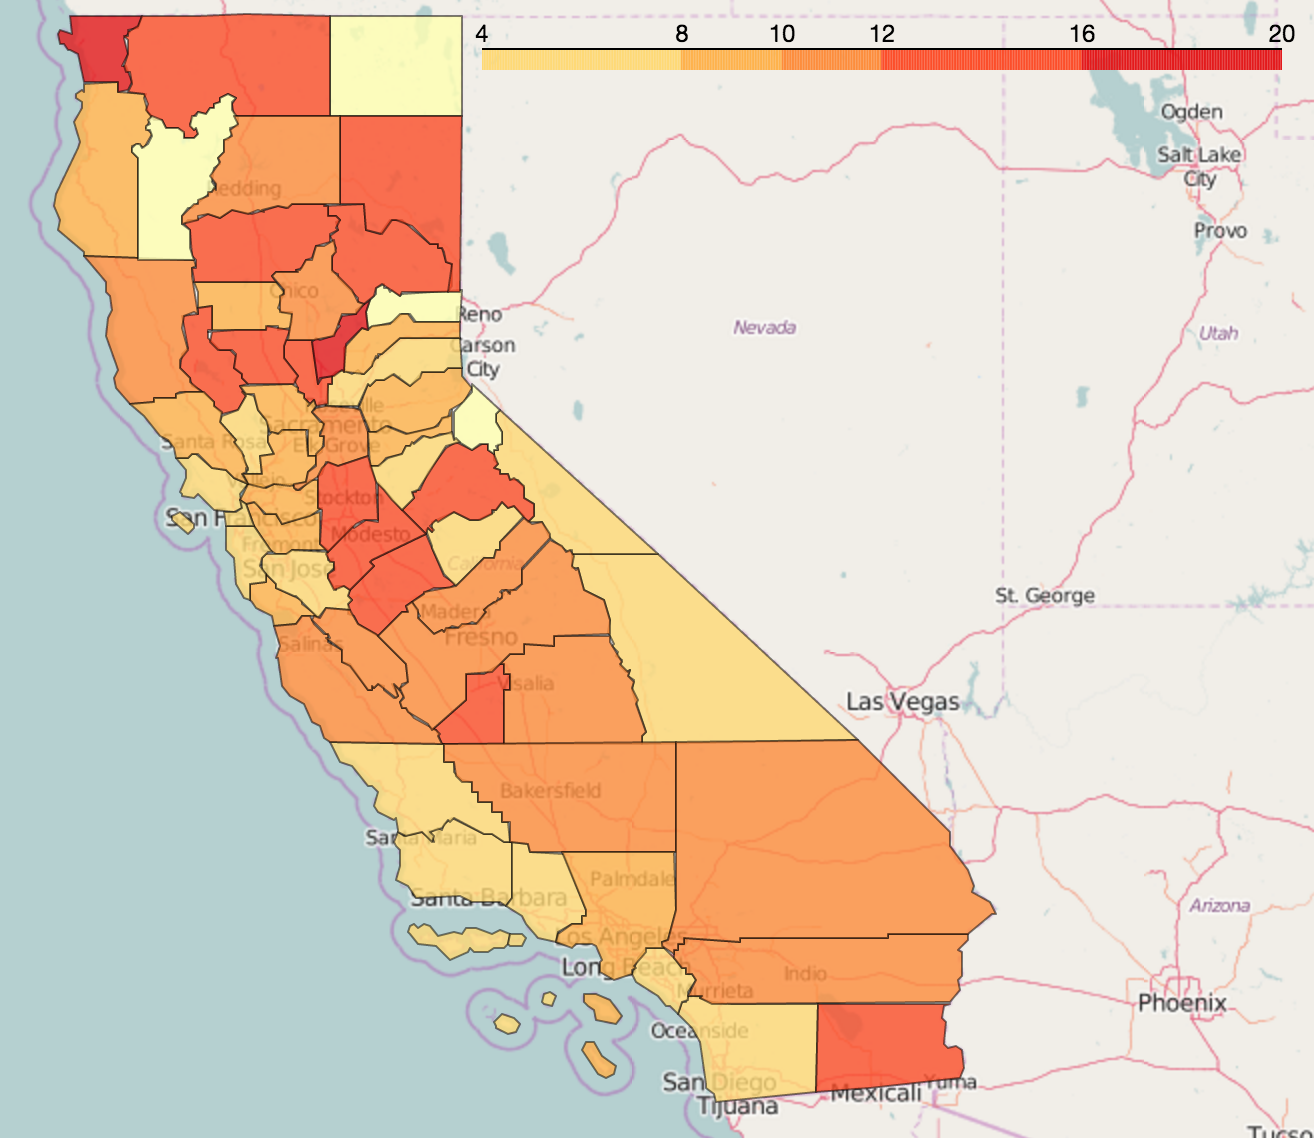 4 8 10 12 16 20
Ogden
Salt Lake
City
Redding
Provo
Chico
Reno
Nevada
Utah
Carson
City
Roseville
Sacramento
Santa Rosa
Elk Grove
Vallejo
Stockton
San Francisco
Modesto
Fremont
California
San Jose
St. George
Madera
Salinas
Fresno
Visalia
Las Vegas
Bakersfield
Santa Maria
Palmdale
Santa Barbara
Arizona
Los Angeles
Long Beach
Indio
Murrieta
Phoenix
Oceanside
San Diego
Yuma
Mexicali
Tijuana
Tucso